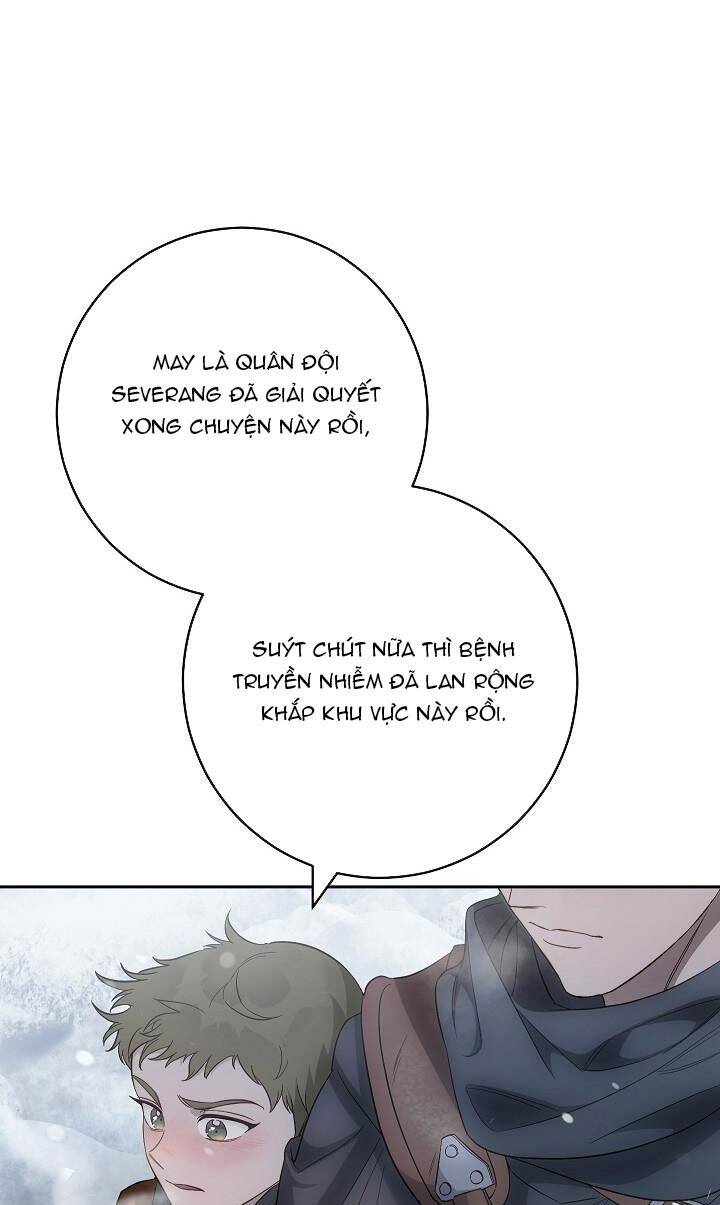 MAY LÀ QUÂN ĐỘI
SEVERANG ĐÃ GIẢI QUYẾT
XONG CHUYỆN NÀY RỒI,
SUÝT CHÚT NỮA THÌ BỆNH
TRUYỀN NHIỄM ĐÃ LAN RỘNG
KHẮP KHU VỰC NÀY RỒI.